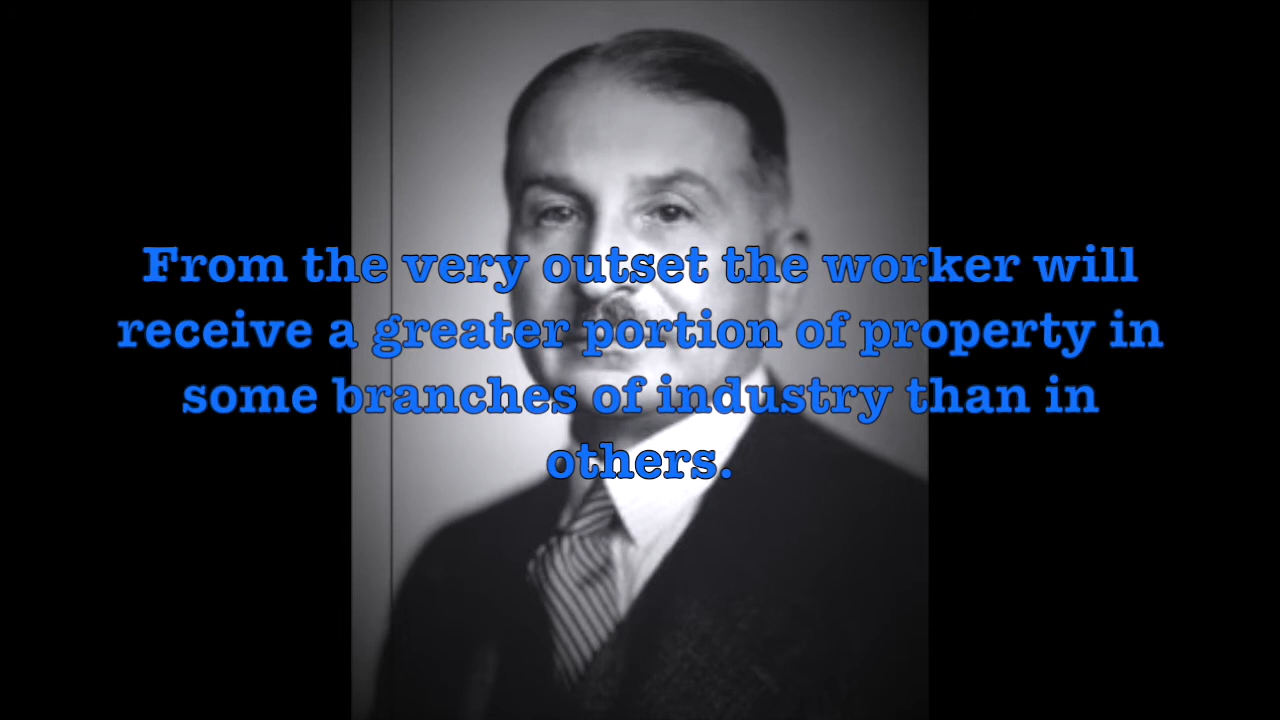 From the very outset the worker will
receive a greater portion of property in
some branches of industry than in
others.